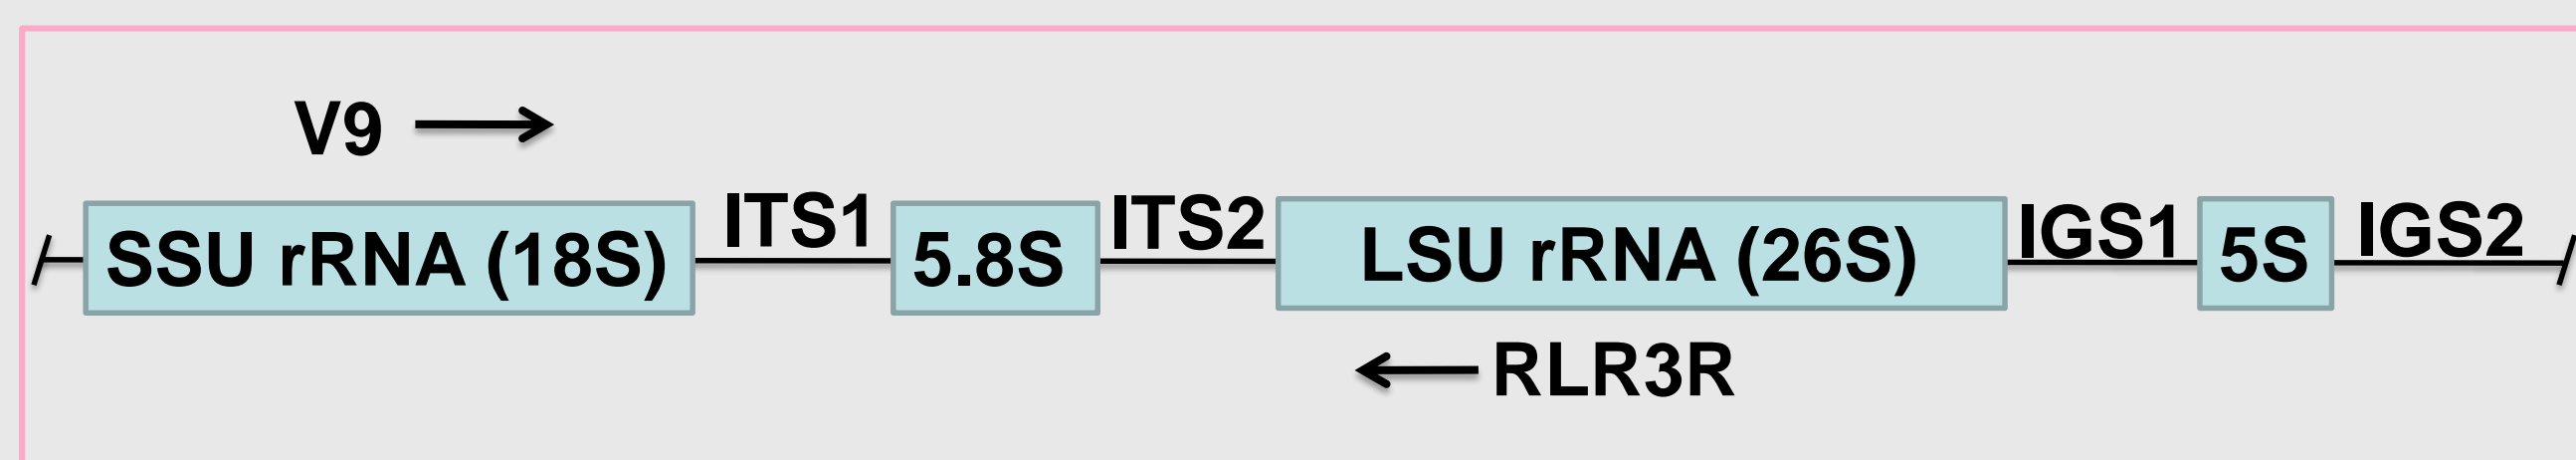 V9
SSU rRNA (18S) ITS1 5.8S ITS2 LSU rRNA (26S) IGS1 5S IGS2
RLR3R